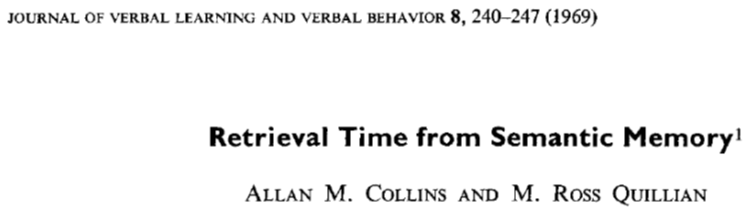 JOURNAL OF VERBAL LEARNING AND VERBAL BEHAVIOR 8, 240–247 (1969)
Retrieval Time from Semantic Memory¹
ALLAN M. COLLINS AND M. ROSS QUILLIAN